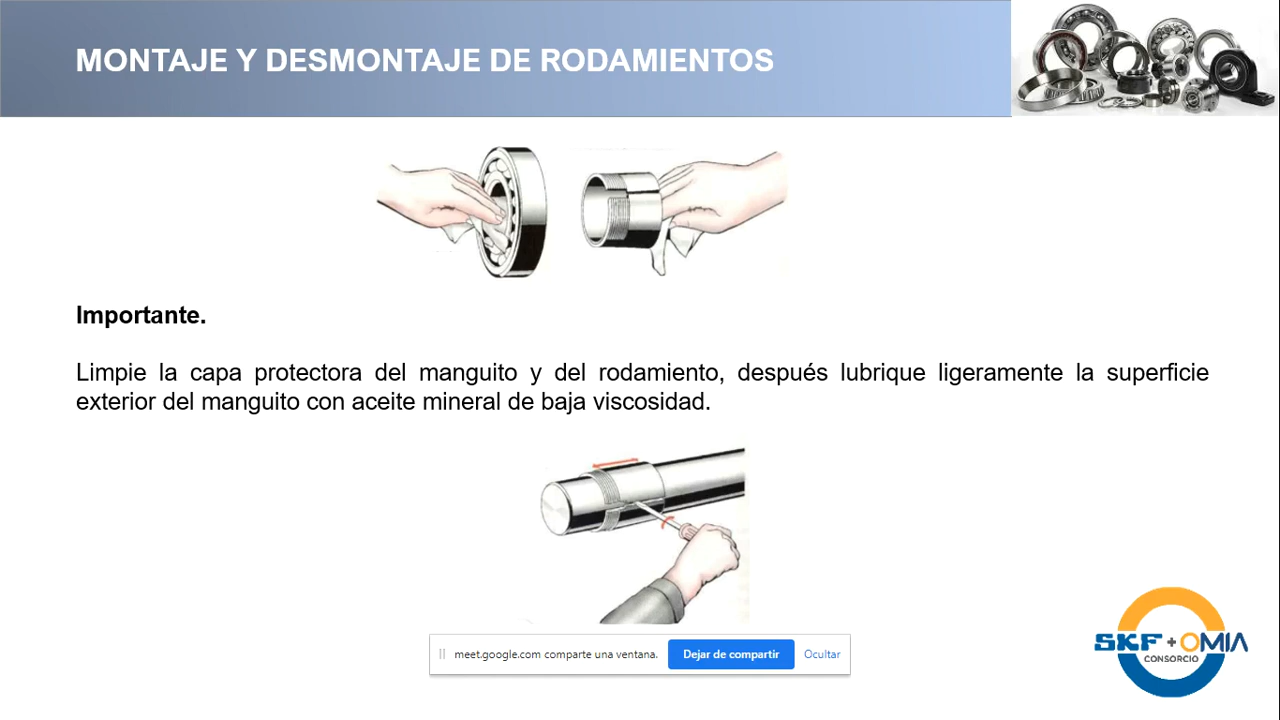 MONTAJE Y DESMONTAJE DE RODAMIENTOS
Importante.
Limpie la capa protectora del manguito y del rodamiento, después lubrique ligeramente la superficie
exterior del manguito con aceite mineral de baja viscosidad.
meet.google.com comparte una ventana. Dejar de compartir Ocultar
SKF + OMIA
CONSORCIO